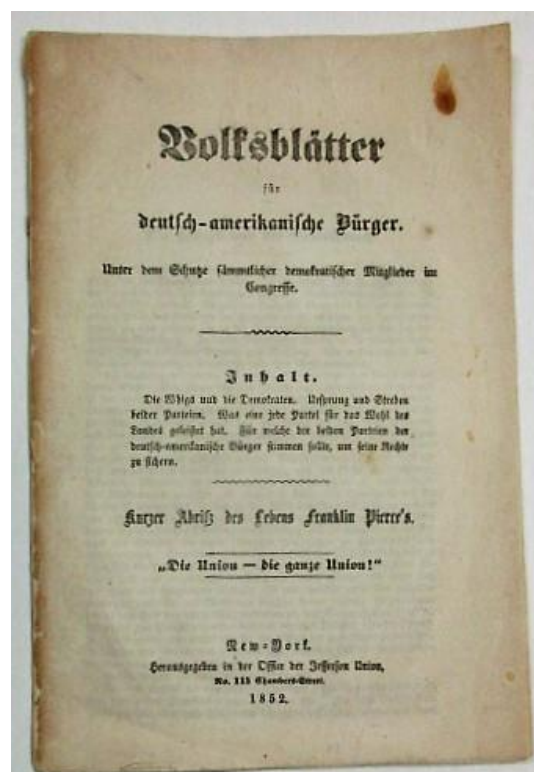 Volksblätter
für
deutsch-amerikanische Bürger.
Unter dem Schutze sämmtlicher demokratischer Mitglieder im
Congresse.
Inhalt.
Die Whigs und die Demokraten. Ursprung und Streben
beider Parteien. Was eine jede Partei für das Wohl des
Landes geleistet hat. Für welche der beiden Parteien der
deutsch-amerikanische Bürger stimmen sollte, um seine Rechte
zu sichern.
Kurzer Abriß des Lebens Franklin Pierce's.
„Die Union — die ganze Union!“
New-York.
Herausgegeben in der Office der Jefferson Union,
No. 115 Chambers-Street.
1852.